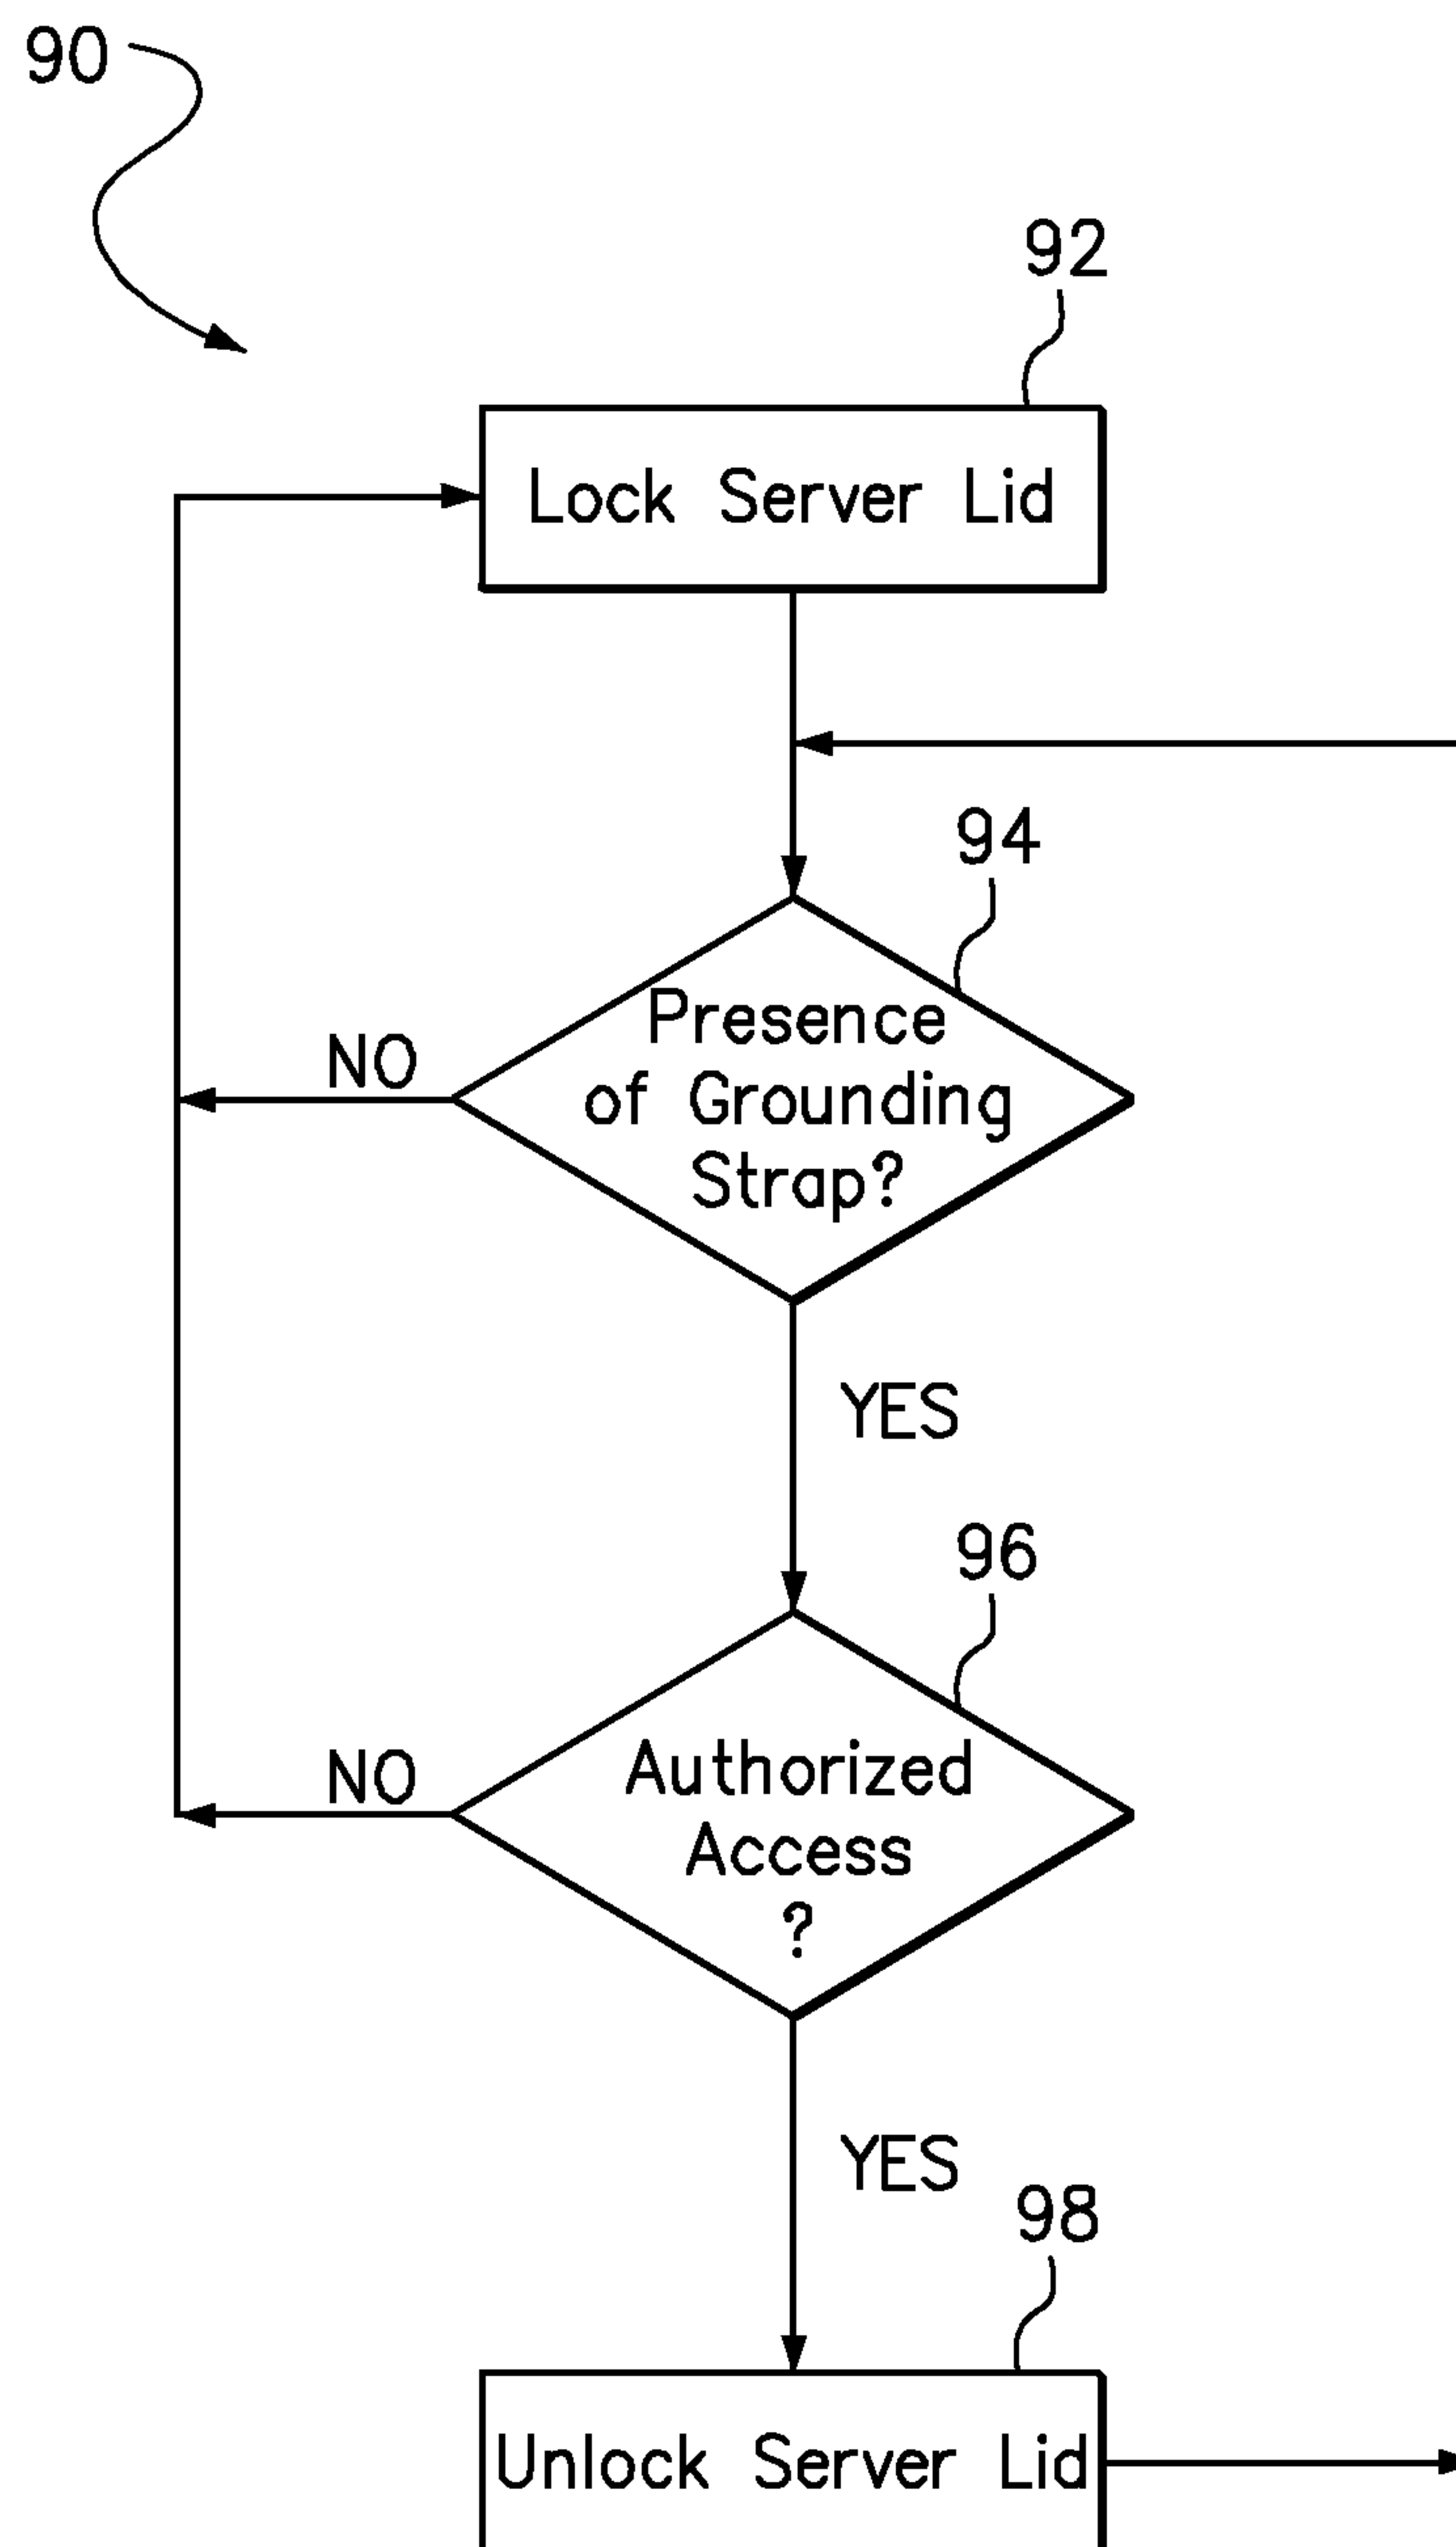 90
92
Lock Server Lid
94
Presence
of Grounding
Strap?
NO
YES
96
Authorized
Access
?
NO
YES
98
Unlock Server Lid